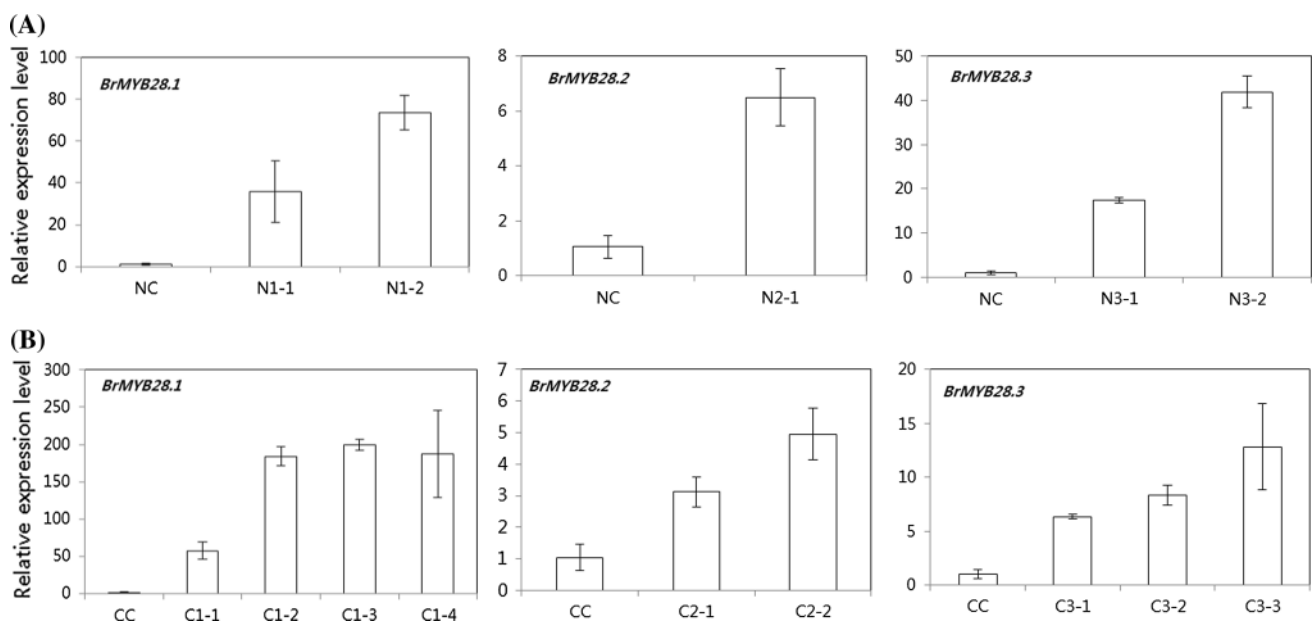 (A)
Relative expression level
100
80
60
40
20
0
BrMYB28.1
NC N1-1 N1-2
8
6
4
2
0
BrMYB28.2
NC N2-1
50
40
30
20
10
0
BrMYB28.3
NC N3-1 N3-2
(B)
Relative expression level
300
250
200
150
100
50
0
BrMYB28.1
CC C1-1 C1-2 C1-3 C1-4
7
6
5
4
3
2
1
0
BrMYB28.2
CC C2-1 C2-2
20
15
10
5
0
BrMYB28.3
CC C3-1 C3-2 C3-3